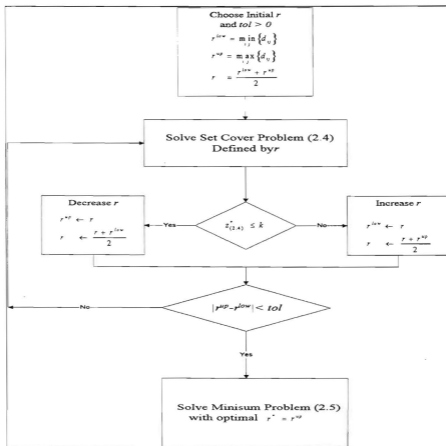 Choose Initial r
and tol > 0
r^low = min_{i,j} {d_ij}
r^up = max_{i,j} {d_ij}
r = (r^low + r^up) / 2
Solve Set Cover Problem (2.4)
Defined by r
Decrease r
r^up ← r
r ← (r + r^low) / 2
Yes
z*_(2.4) ≤ k
No
Increase r
r^low ← r
r ← (r + r^up) / 2
No
|r^up - r^low| < tol
Yes
Solve Minisum Problem (2.5)
with optimal r* = r^up